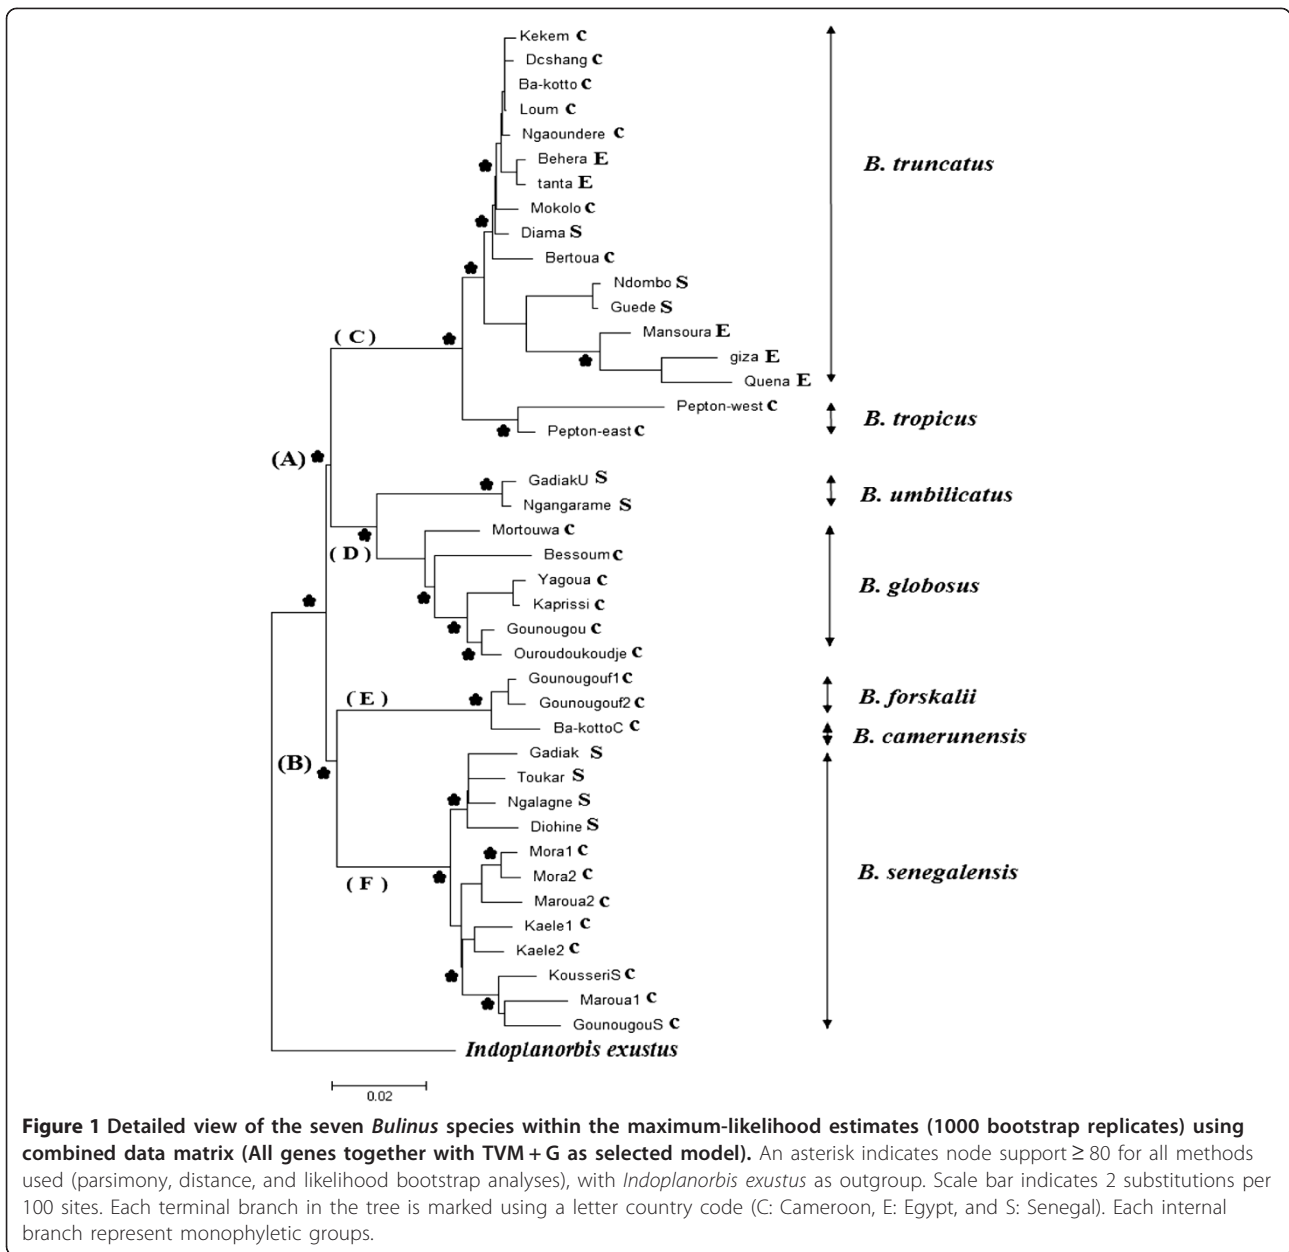 Kekem C
Dcshang C
Ba-kotto C
Loum C
Ngaoundere C
Behera E
tanta E
Mokolo C
Diama S
Bertoua C
Ndombo S
Guede S
Mansoura E
giza E
Quena E
B. truncatus
(C)
Pepton-west C
Pepton-east C
B. tropicus
(A)
GadiakU S
Ngangarame S
B. umbilicatus
Mortouwa C
(D)
Bessoum C
Yagoua C
Kaprissi C
Gounougou C
Ouroudoukoudje C
B. globosus
Gounougouf1 C
(E)
Gounougouf2 C
B. forskalii
Ba-kottoC C
B. camerunensis
(B)
Gadiak S
Toukar S
Ngalagne S
Diohine S
Mora1 C
Mora2 C
(F)
Maroua2 C
Kaele1 C
Kaele2 C
KousseriS C
Maroua1 C
GounougouS C
B. senegalensis
Indoplanorbis exustus
0.02
Figure 1 Detailed view of the seven Bulinus species within the maximum-likelihood estimates (1000 bootstrap replicates) using
combined data matrix (All genes together with TVM + G as selected model). An asterisk indicates node support ≥ 80 for all methods
used (parsimony, distance, and likelihood bootstrap analyses), with Indoplanorbis exustus as outgroup. Scale bar indicates 2 substitutions per
100 sites. Each terminal branch in the tree is marked using a letter country code (C: Cameroon, E: Egypt, and S: Senegal). Each internal
branch represent monophyletic groups.